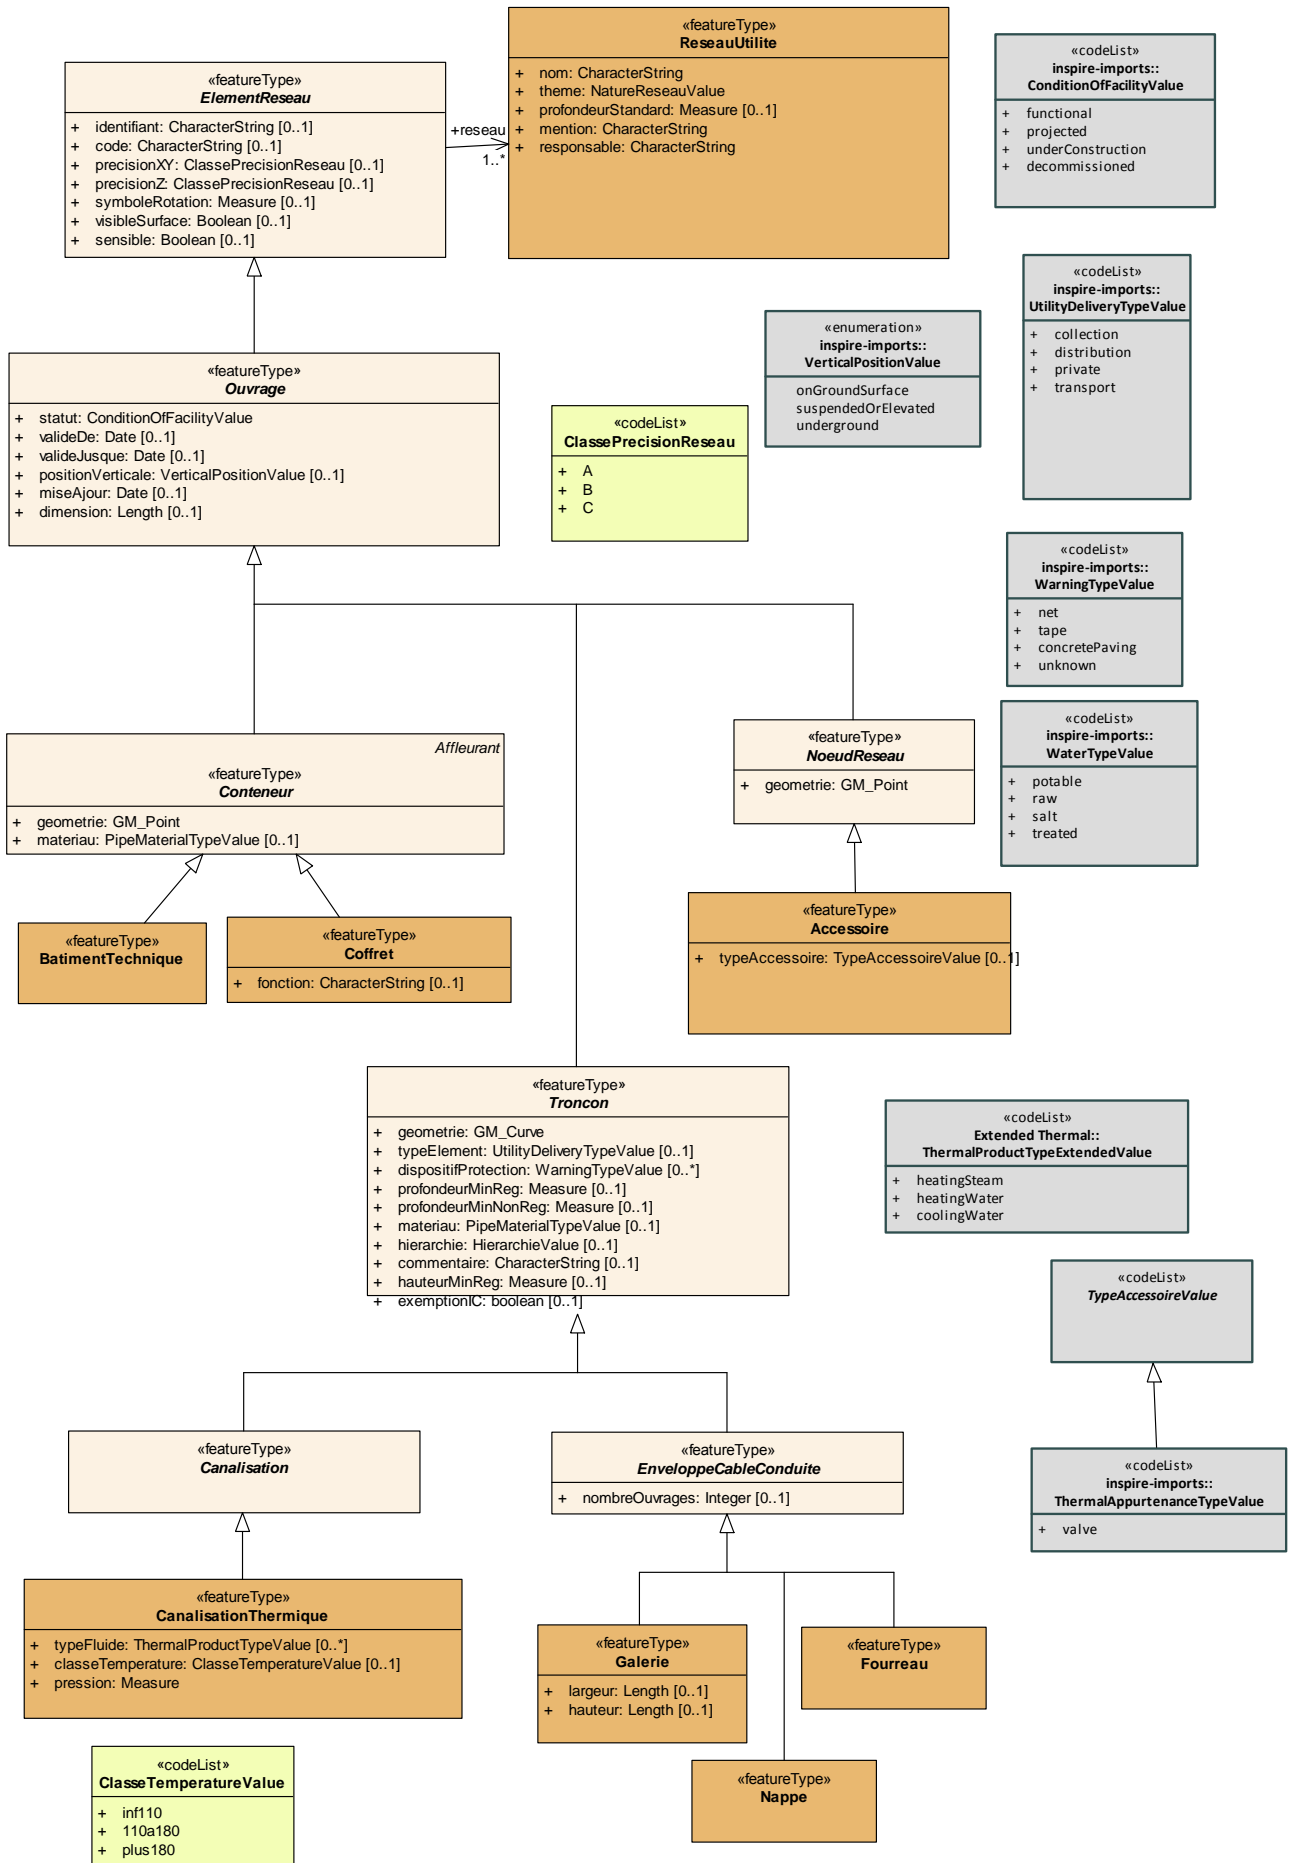 «featureType»
ReseauUtilite
+ nom: CharacterString
+ theme: NatureReseauValue
+ profondeurStandard: Measure [0..1]
+ mention: CharacterString
+ responsable: CharacterString
«codeList»
inspire-imports::
ConditionOfFacilityValue
+ functional
+ projected
+ underConstruction
+ decommissioned
«featureType»
ElementReseau
+ identifiant: CharacterString [0..1]
+ code: CharacterString [0..1]
+ precisionXY: ClassePrecisionReseau [0..1]
+ precisionZ: ClassePrecisionReseau [0..1]
+ symboleRotation: Measure [0..1]
+ visibleSurface: Boolean [0..1]
+ sensible: Boolean [0..1]
+reseau
1..*
«codeList»
inspire-imports::
UtilityDeliveryTypeValue
+ collection
+ distribution
+ private
+ transport
«enumeration»
inspire-imports::
VerticalPositionValue
onGroundSurface
suspendedOrElevated
underground
«featureType»
Ouvrage
+ statut: ConditionOfFacilityValue
+ valideDe: Date [0..1]
+ valideJusque: Date [0..1]
+ positionVerticale: VerticalPositionValue [0..1]
+ miseAjour: Date [0..1]
+ dimension: Length [0..1]
«codeList»
ClassePrecisionReseau
+ A
+ B
+ C
«codeList»
inspire-imports::
WarningTypeValue
+ net
+ tape
+ concretePaving
+ unknown
«codeList»
inspire-imports::
WaterTypeValue
+ potable
+ raw
+ salt
+ treated
Affleurant
«featureType»
Conteneur
+ geometrie: GM_Point
+ materiau: PipeMaterialTypeValue [0..1]
«featureType»
NoeudReseau
+ geometrie: GM_Point
«featureType»
BatimentTechnique
«featureType»
Coffret
+ fonction: CharacterString [0..1]
«featureType»
Accessoire
+ typeAccessoire: TypeAccessoireValue [0..1]
«featureType»
Troncon
+ geometrie: GM_Curve
+ typeElement: UtilityDeliveryTypeValue [0..1]
+ dispositifProtection: WarningTypeValue [0..*]
+ profondeurMinReg: Measure [0..1]
+ profondeurMinNonReg: Measure [0..1]
+ materiau: PipeMaterialTypeValue [0..1]
+ hierarchie: HierarchieValue [0..1]
+ commentaire: CharacterString [0..1]
+ hauteurMinReg: Measure [0..1]
+ exemptionIC: boolean [0..1]
«codeList»
Extended Thermal::
ThermalProductTypeExtendedValue
+ heatingSteam
+ heatingWater
+ coolingWater
«codeList»
TypeAccessoireValue
«featureType»
Canalisation
«featureType»
EnveloppeCableConduite
+ nombreOuvrages: Integer [0..1]
«codeList»
inspire-imports::
ThermalAppurtenanceTypeValue
+ valve
«featureType»
CanalisationThermique
+ typeFluide: ThermalProductTypeValue [0..*]
+ classeTemperature: ClasseTemperatureValue [0..1]
+ pression: Measure
«featureType»
Galerie
+ largeur: Length [0..1]
+ hauteur: Length [0..1]
«featureType»
Fourreau
«featureType»
Nappe
«codeList»
ClasseTemperatureValue
+ inf110
+ 110a180
+ plus180